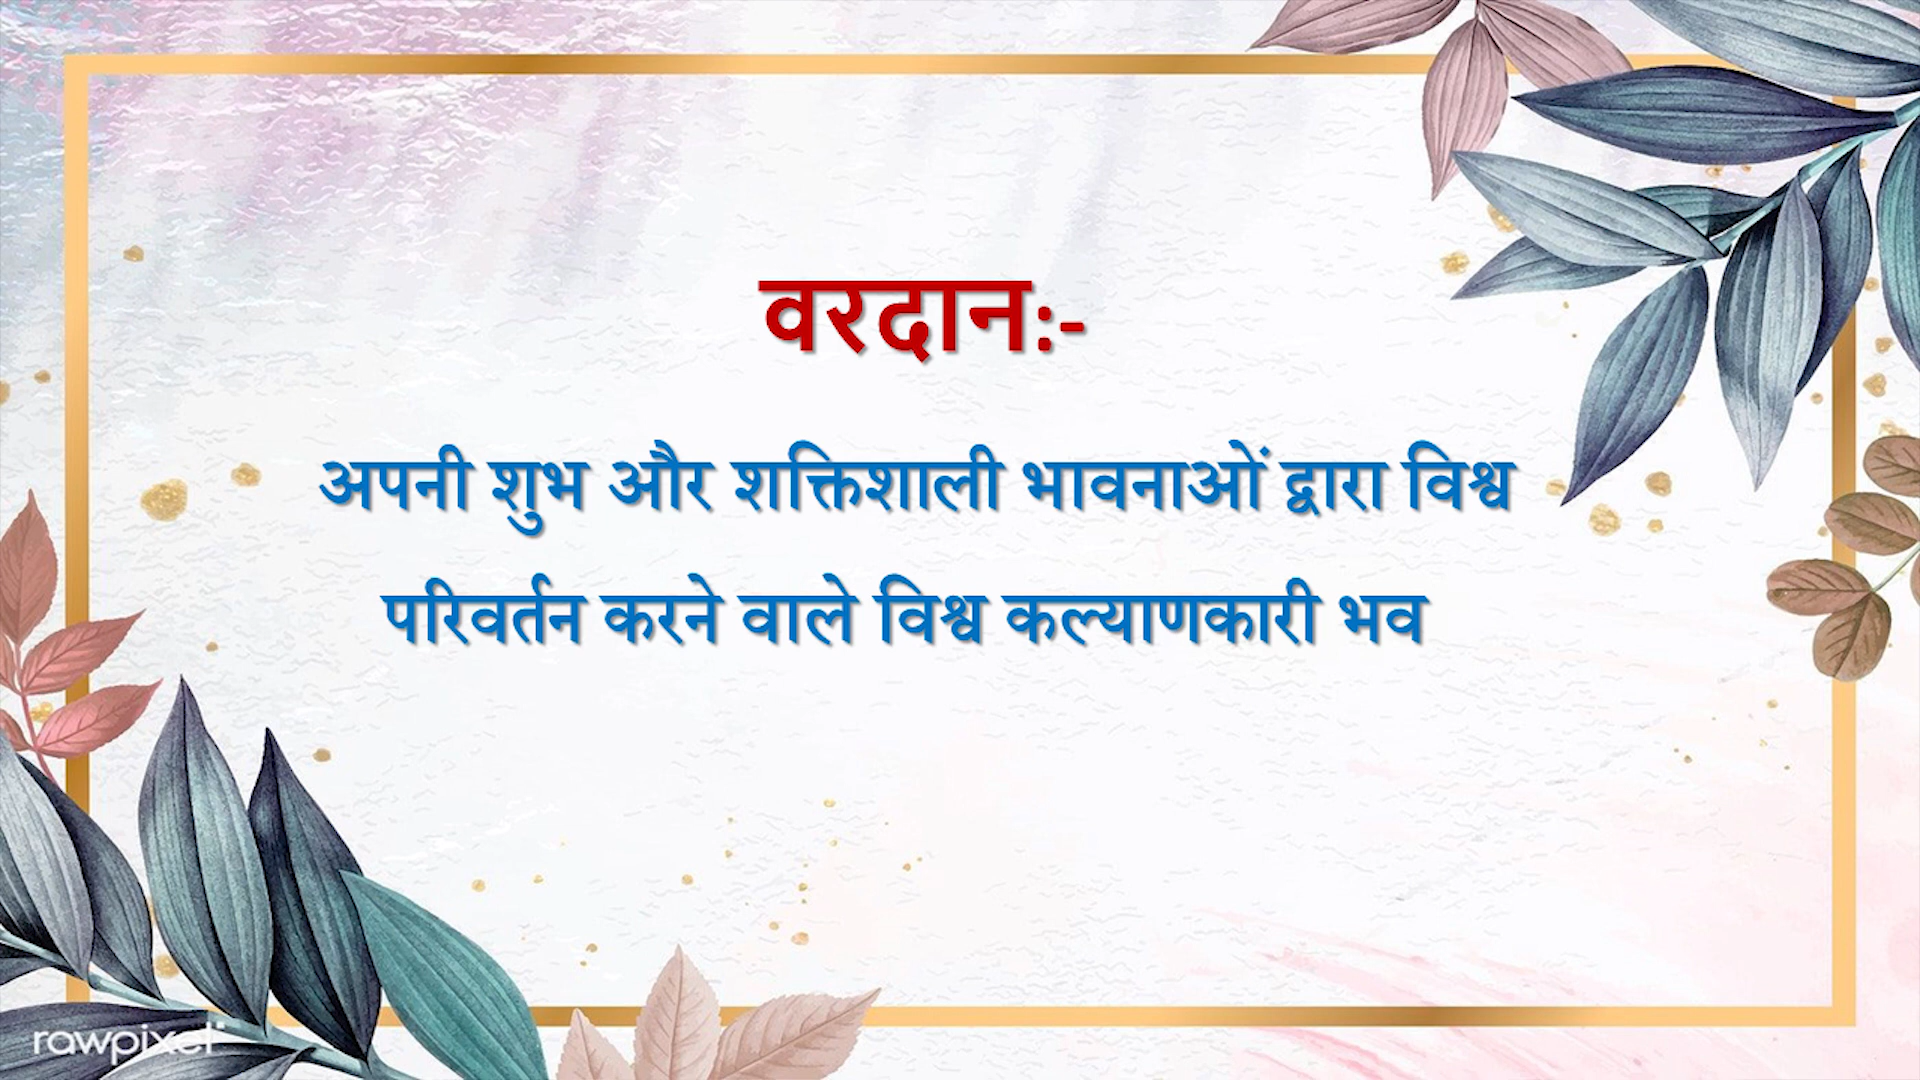 वरदान:-
अपनी शुभ और शक्तिशाली भावनाओं द्वारा विश्व
परिवर्तन करने वाले विश्व कल्याणकारी भव
rawpixel